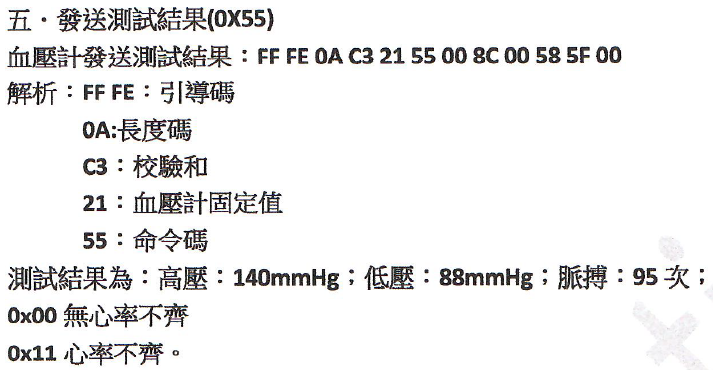 五・發送測試結果(0X55)
血壓計發送測試結果：FF FE 0A C3 21 55 00 8C 00 58 5F 00
解析：FF FE：引導碼
0A:長度碼
C3：校驗和
21：血壓計固定值
55：命令碼
測試結果為：高壓：140mmHg；低壓：88mmHg；脈搏：95 次；
0x00 無心率不齊
0x11 心率不齊。